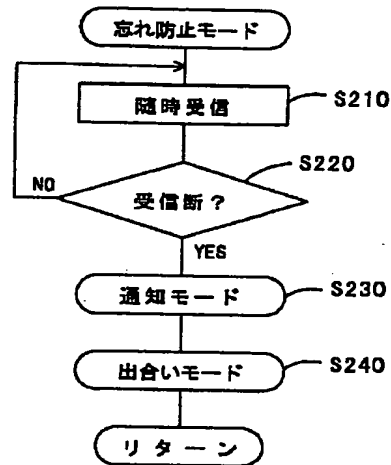 忘れ防止モード
随時受信
S210
S220
受信断?
NO
YES
通知モード
S230
出合いモード
S240
リターン